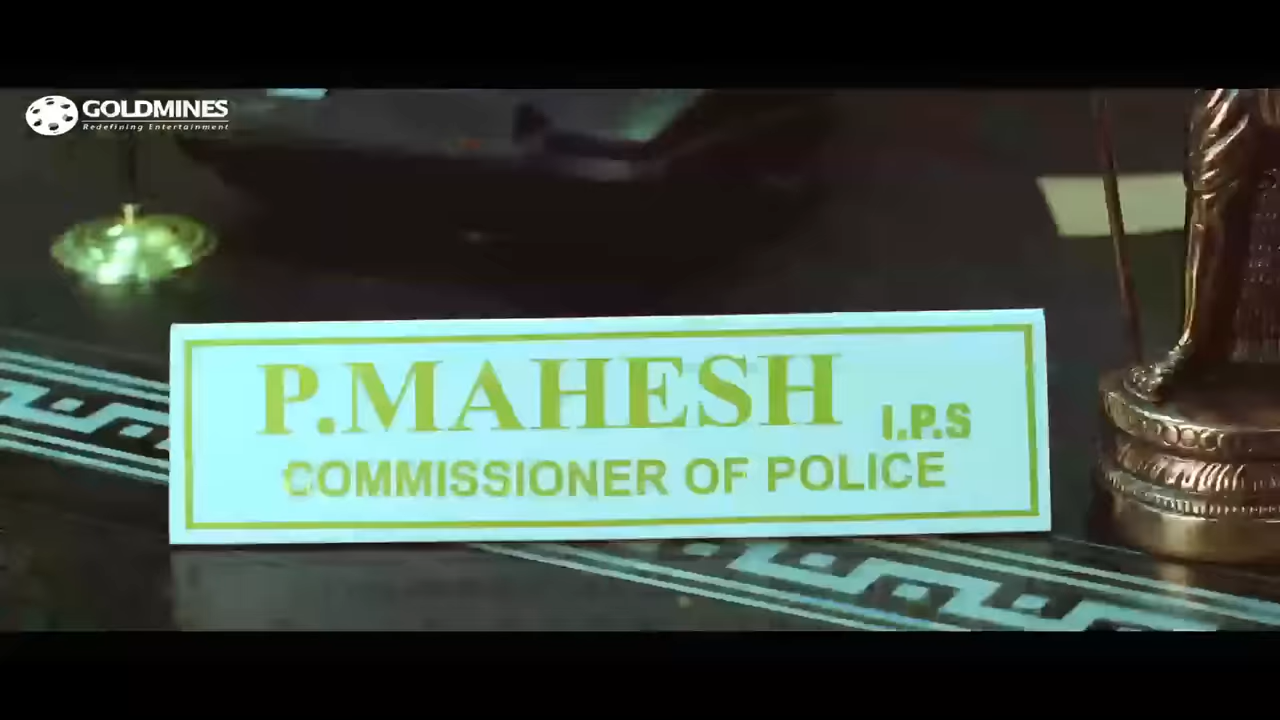 GOLDMINES
Redefining Entertainment
P.MAHESH I.P.S
COMMISSIONER OF POLICE